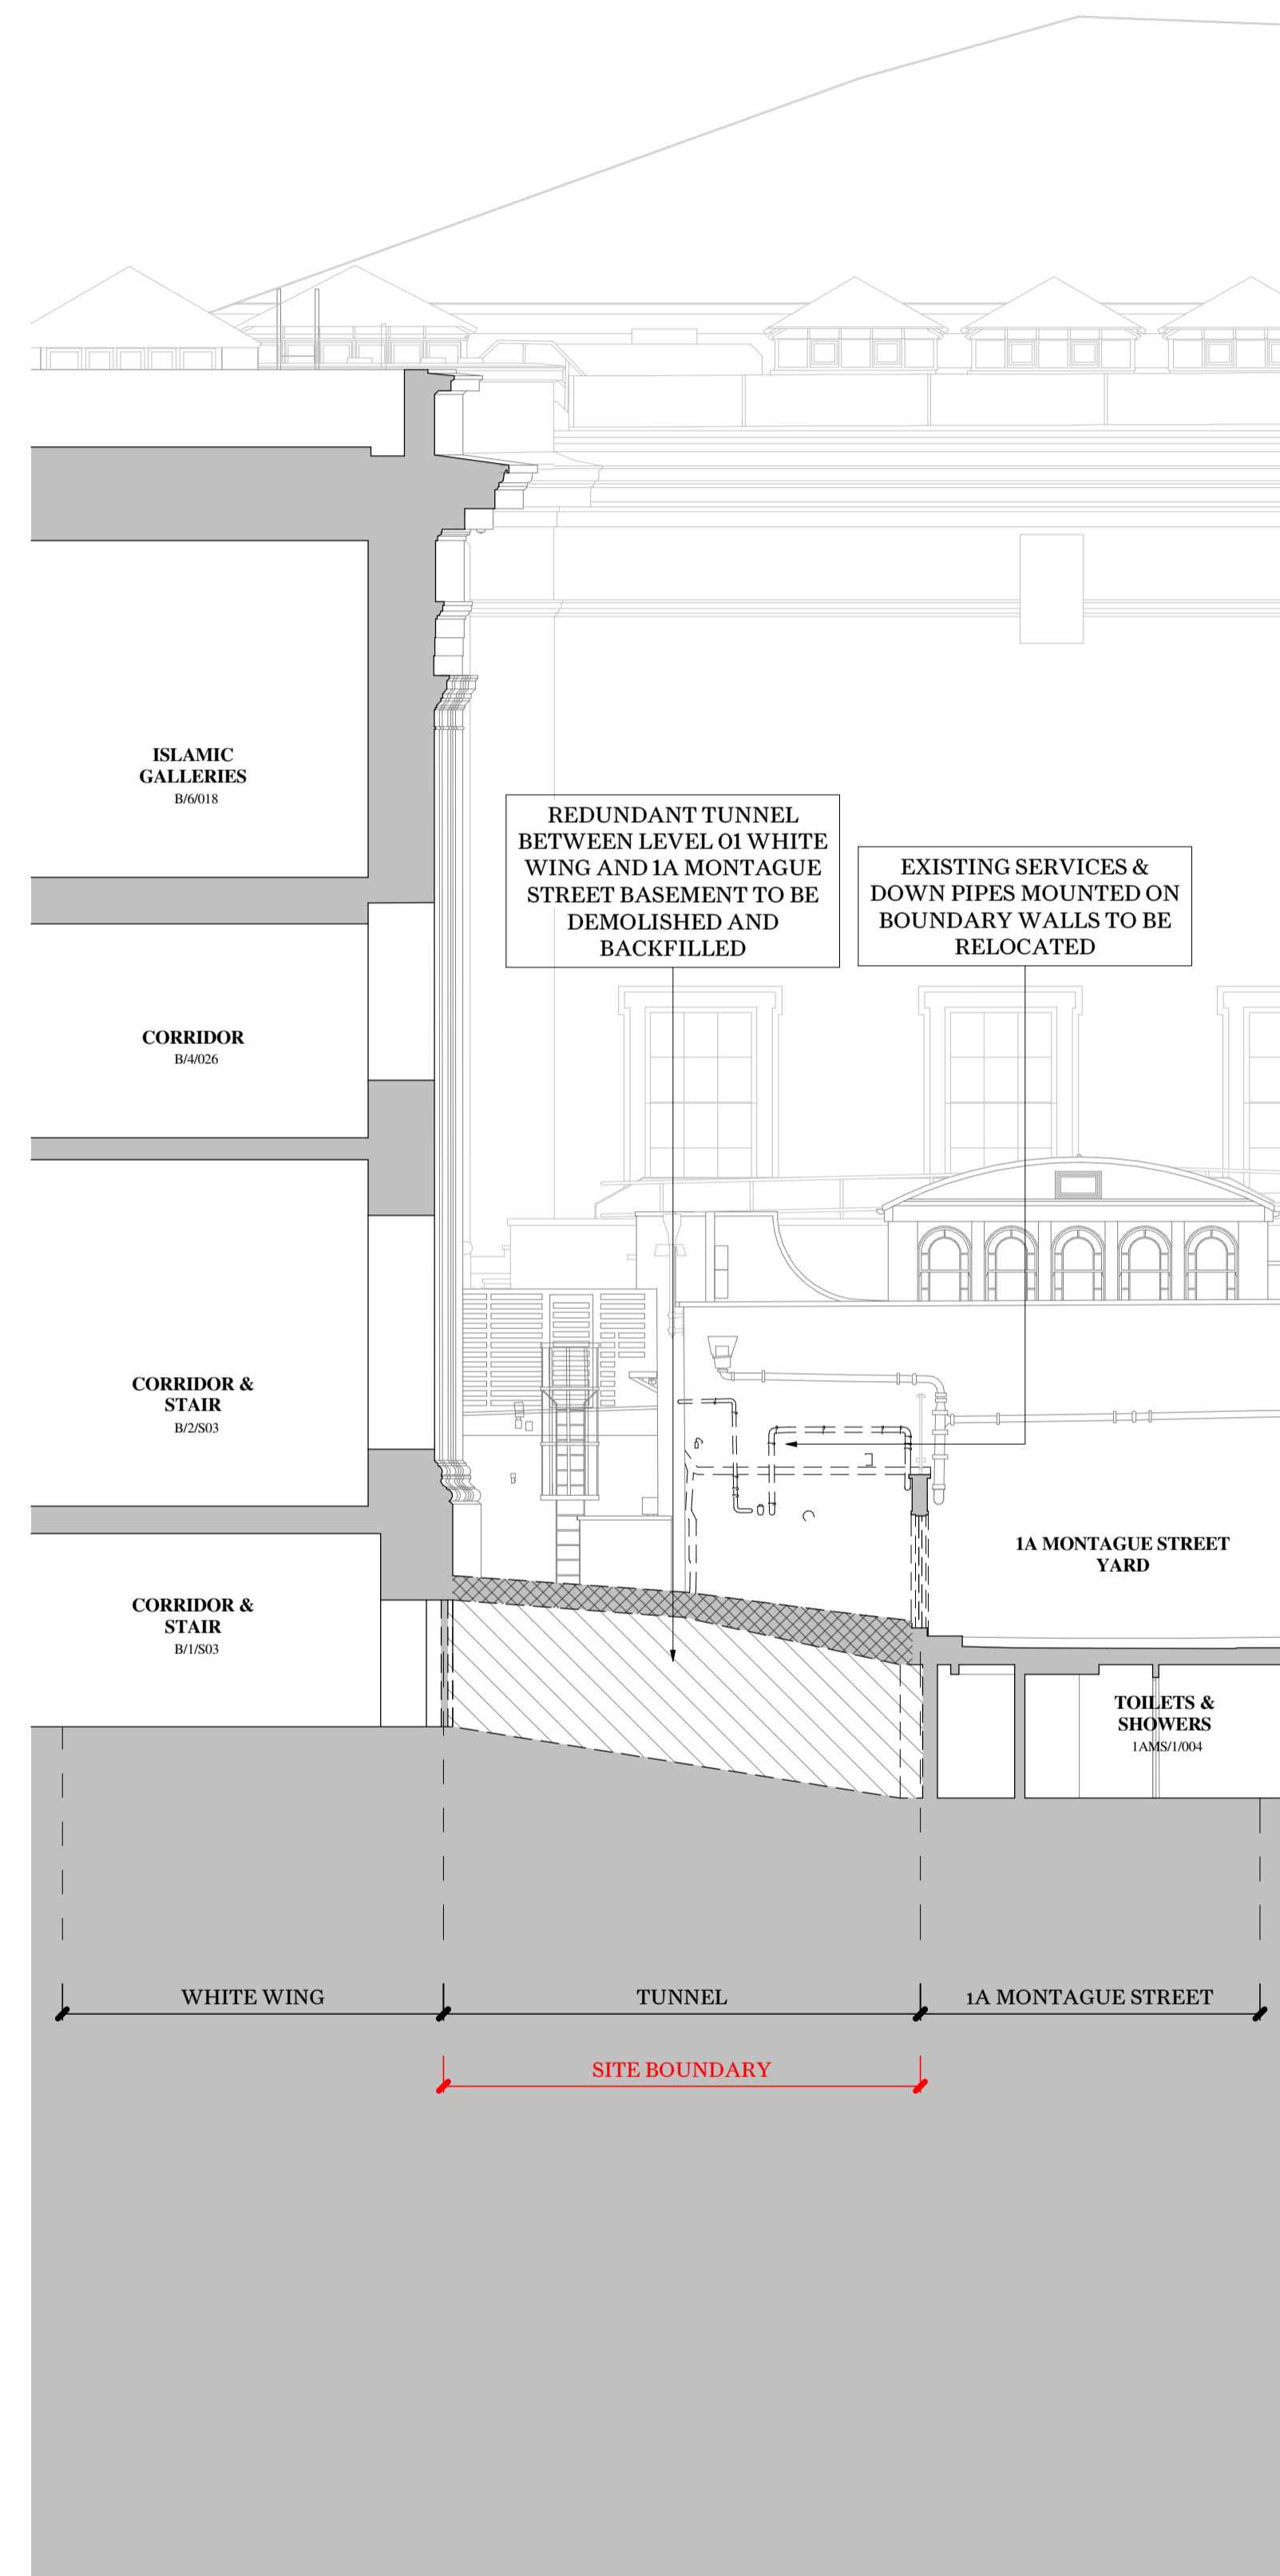 ISLAMIC
GALLERIES
B/6/018
REDUNDANT TUNNEL
BETWEEN LEVEL 01 WHITE
WING AND 1A MONTAGUE
STREET BASEMENT TO BE
DEMOLISHED AND
BACKFILLED
EXISTING SERVICES &
DOWN PIPES MOUNTED ON
BOUNDARY WALLS TO BE
RELOCATED
CORRIDOR
B/4/026
CORRIDOR &
STAIR
B/2/S03
1A MONTAGUE STREET
YARD
CORRIDOR &
STAIR
B/1/S03
TOILETS &
SHOWERS
1AMS/1/004
WHITE WING
TUNNEL
1A MONTAGUE STREET
SITE BOUNDARY